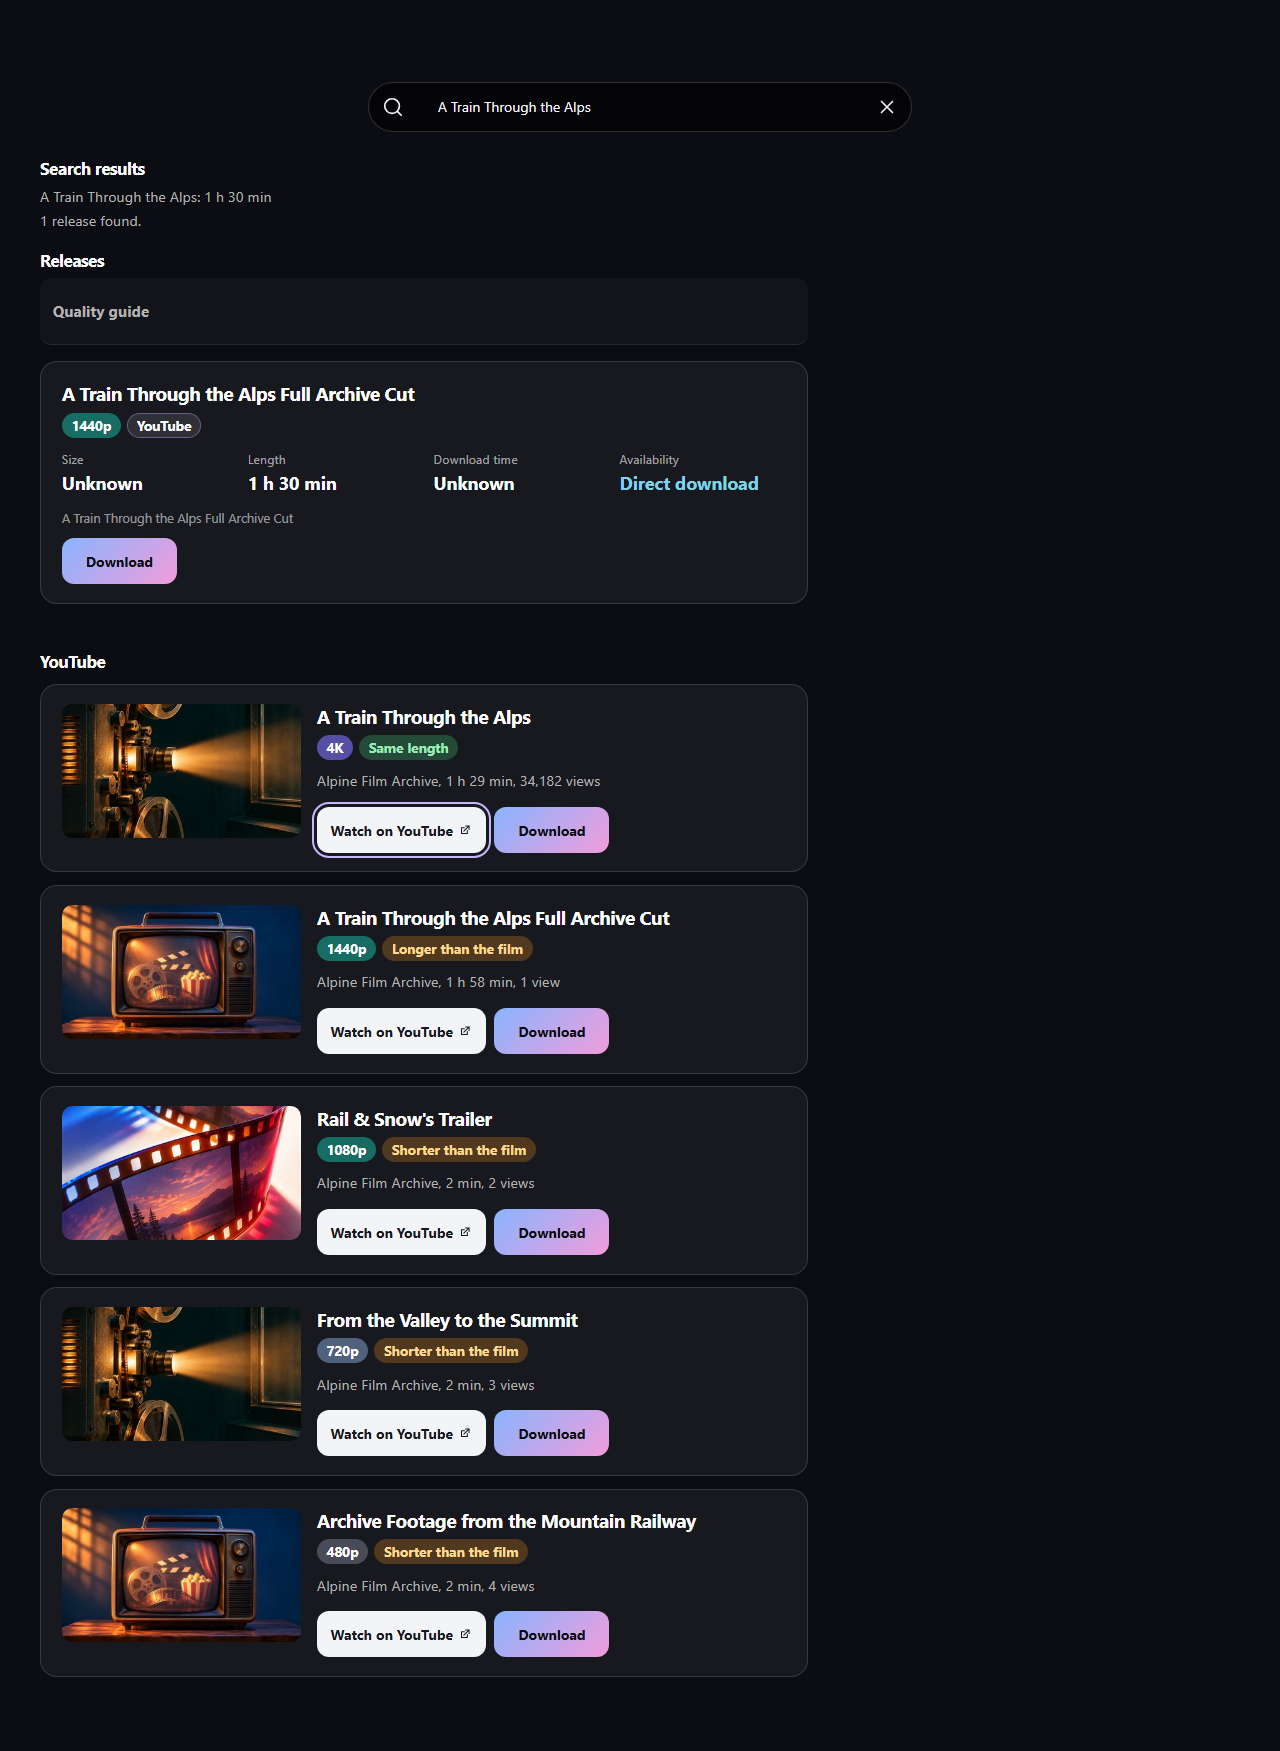 A Train Through the Alps
Search results
A Train Through the Alps: 1 h 30 min
1 release found.
Releases
Quality guide
A Train Through the Alps Full Archive Cut
1440p YouTube
Size Length Download time Availability
Unknown 1 h 30 min Unknown Direct download
A Train Through the Alps Full Archive Cut
Download
YouTube
A Train Through the Alps
4K Same length
Alpine Film Archive, 1 h 29 min, 34,182 views
Watch on YouTube Download
A Train Through the Alps Full Archive Cut
1440p Longer than the film
Alpine Film Archive, 1 h 58 min, 1 view
Watch on YouTube Download
Rail & Snow's Trailer
1080p Shorter than the film
Alpine Film Archive, 2 min, 2 views
Watch on YouTube Download
From the Valley to the Summit
720p Shorter than the film
Alpine Film Archive, 2 min, 3 views
Watch on YouTube Download
Archive Footage from the Mountain Railway
480p Shorter than the film
Alpine Film Archive, 2 min, 4 views
Watch on YouTube Download